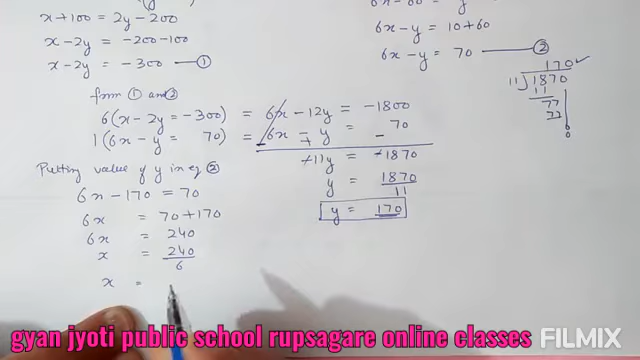 x+100 = 2y-200
x-2y = -200-100
x-2y = -300 ①
6x-y = 10+60
6x-y = 70 ②
from ① and ②
6(x-2y = -300) = 6x-12y = -1800
1(6x-y = 70) = 6x-y = 70
- + -
-11y = -1870
y = 1870
11
y = 170
170
11)1870
11
77
77
0
Putting value of y in eq ②
6x-170 = 70
6x = 70+170
6x = 240
x = 240
6
x =
gyan jyoti public school rupsagare online classes
FILMIX